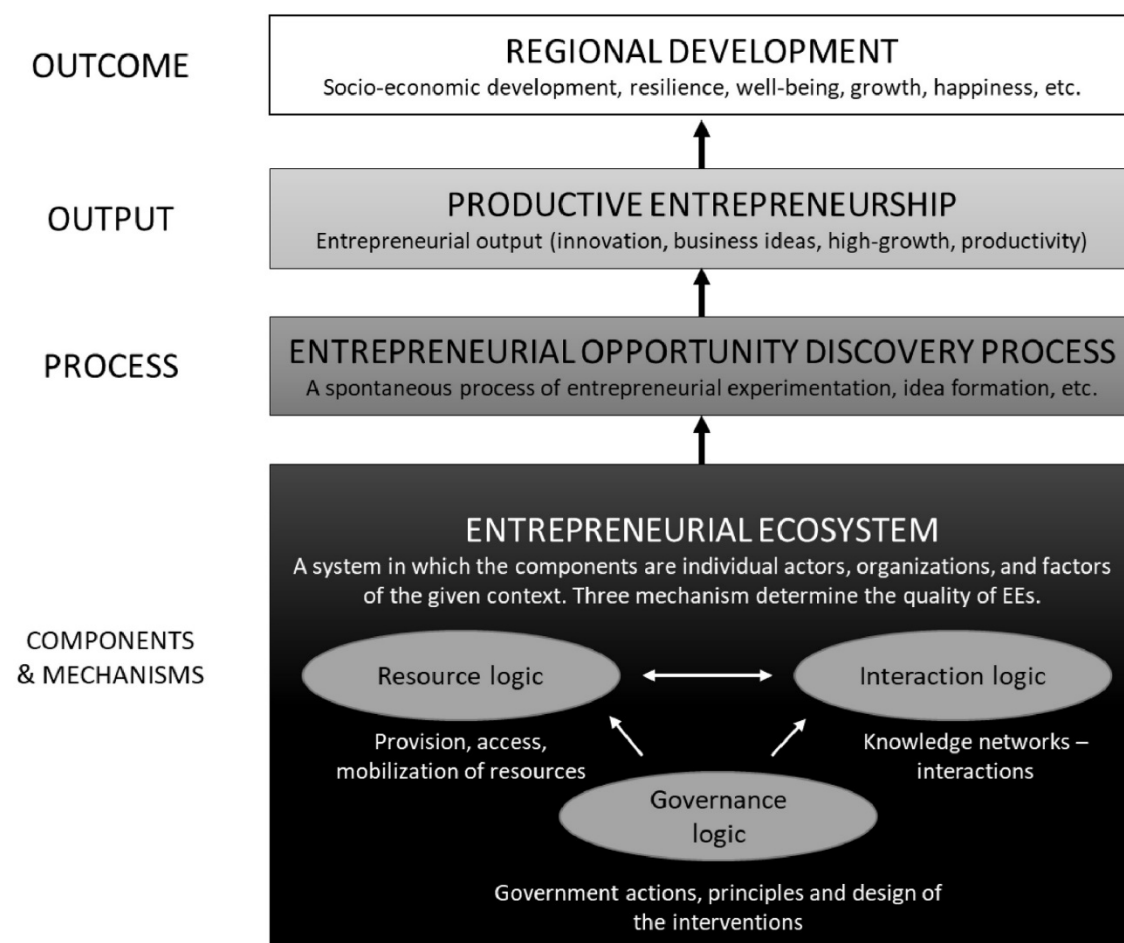 OUTCOME
REGIONAL DEVELOPMENT
Socio-economic development, resilience, well-being, growth, happiness, etc.
OUTPUT
PRODUCTIVE ENTREPRENEURSHIP
Entrepreneurial output (innovation, business ideas, high-growth, productivity)
PROCESS
ENTREPRENEURIAL OPPORTUNITY DISCOVERY PROCESS
A spontaneous process of entrepreneurial experimentation, idea formation, etc.
COMPONENTS
& MECHANISMS
ENTREPRENEURIAL ECOSYSTEM
A system in which the components are individual actors, organizations, and factors
of the given context. Three mechanism determine the quality of EEs.
Resource logic
Interaction logic
Provision, access,
mobilization of resources
Knowledge networks –
interactions
Governance
logic
Government actions, principles and design of
the interventions